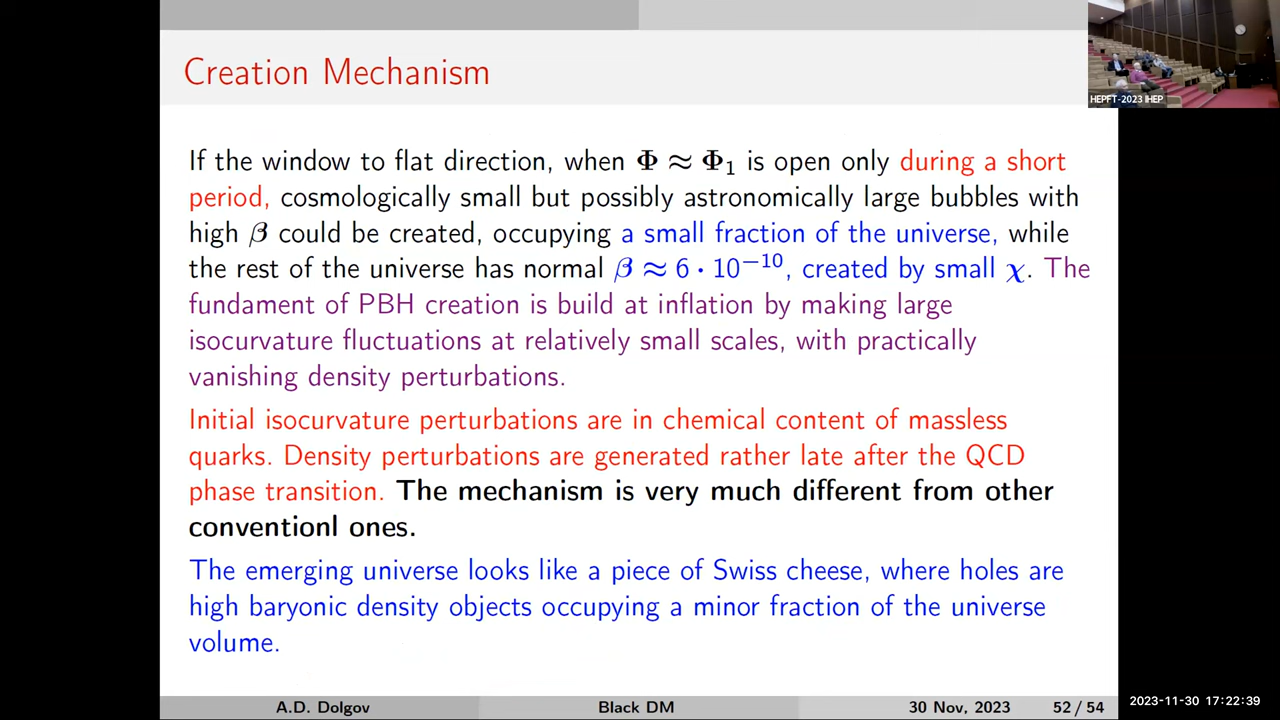 Creation Mechanism
HEPFT-2023 IHEP
If the window to flat direction, when Φ ≈ Φ₁ is open only during a short
period, cosmologically small but possibly astronomically large bubbles with
high β could be created, occupying a small fraction of the universe, while
the rest of the universe has normal β ≈ 6 · 10⁻¹⁰, created by small χ. The
fundament of PBH creation is build at inflation by making large
isocurvature fluctuations at relatively small scales, with practically
vanishing density perturbations.
Initial isocurvature perturbations are in chemical content of massless
quarks. Density perturbations are generated rather late after the QCD
phase transition. The mechanism is very much different from other
conventionl ones.
The emerging universe looks like a piece of Swiss cheese, where holes are
high baryonic density objects occupying a minor fraction of the universe
volume.
A.D. Dolgov Black DM 30 Nov, 2023 52 / 54
2023-11-30 17:22:39